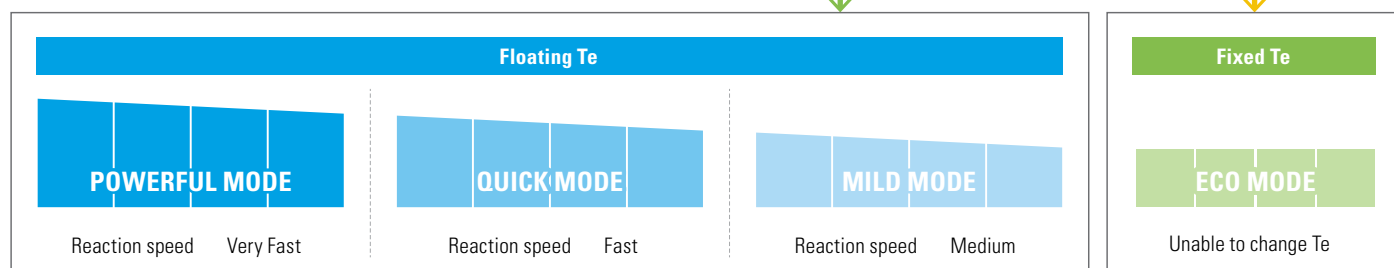 Floating Te
Fixed Te
POWERFUL MODE
QUICK MODE
MILD MODE
ECO MODE
Reaction speed Very Fast
Reaction speed Fast
Reaction speed Medium
Unable to change Te